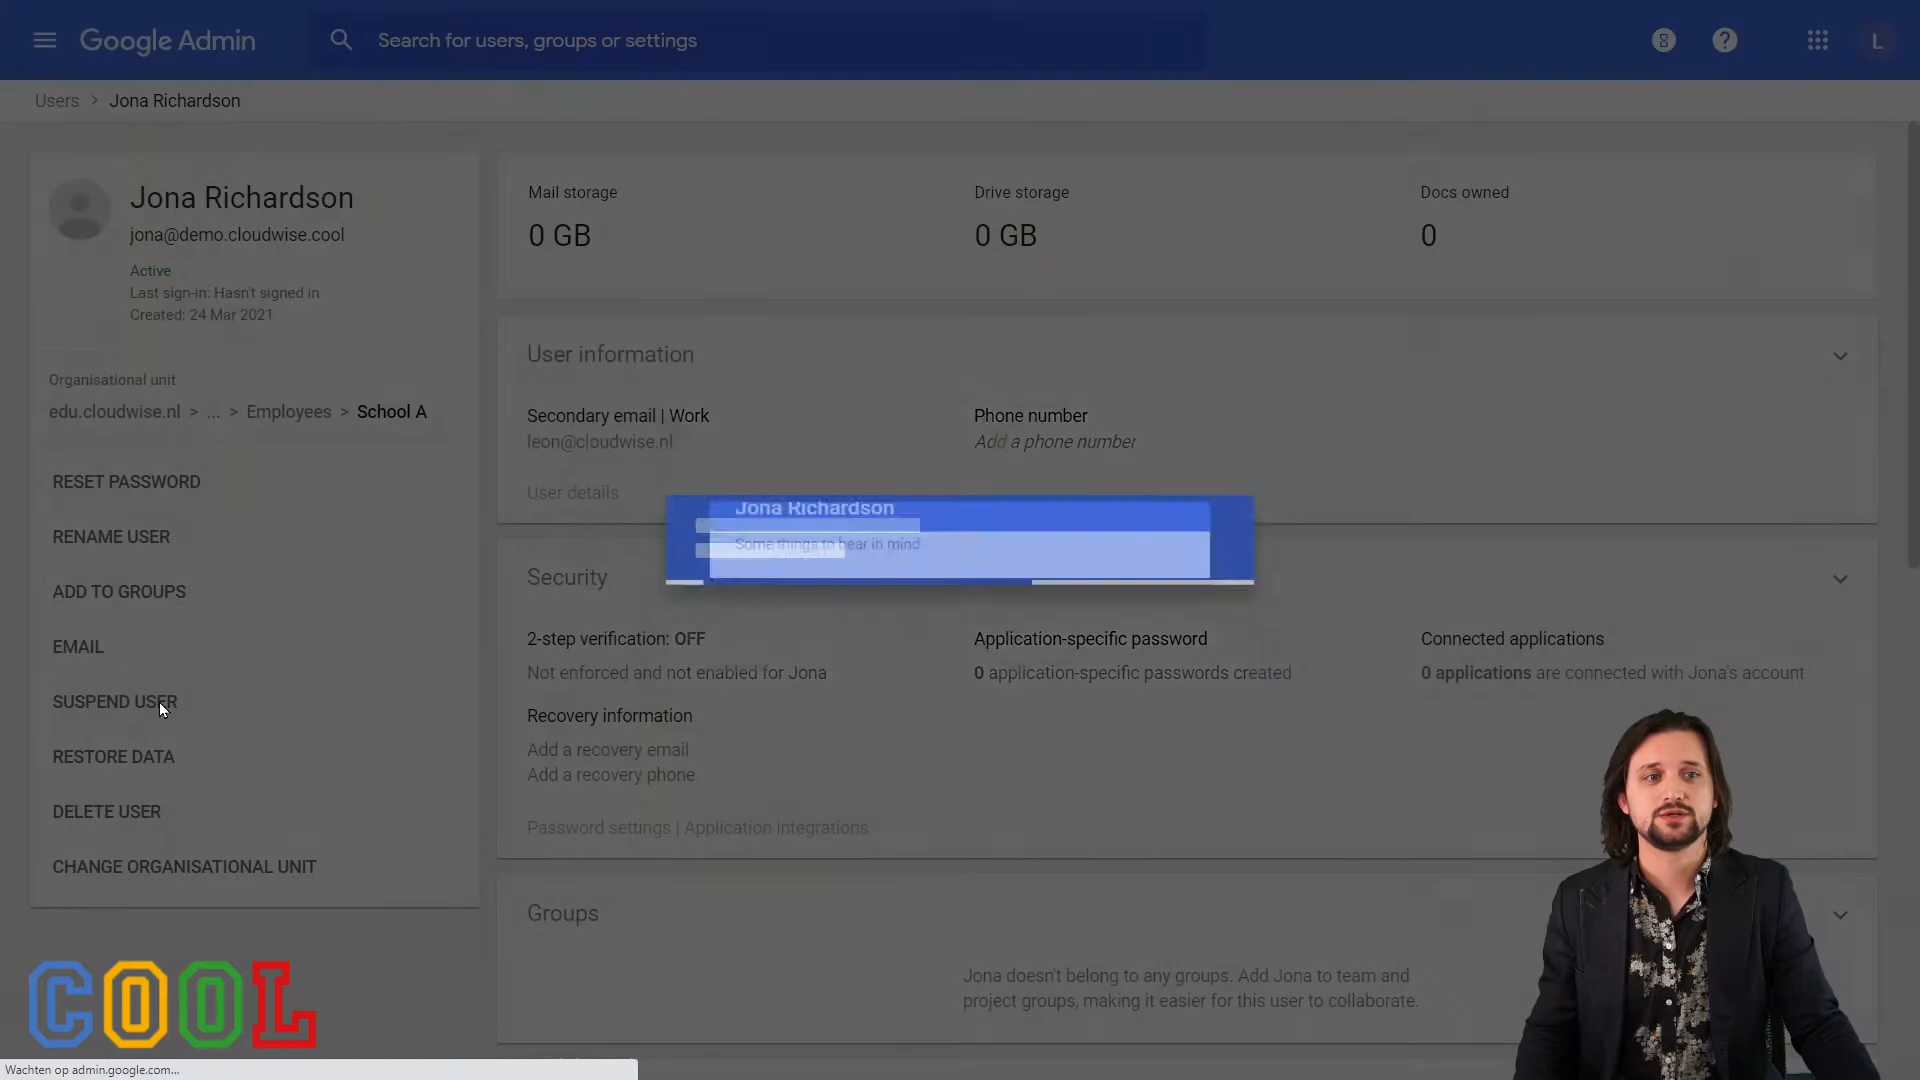 Google Admin
Search for users, groups or settings
L
Users > Jona Richardson
Jona Richardson
jona@demo.cloudwise.cool
Active
Last sign-in: Hasn't signed in
Created: 24 Mar 2021
Organisational unit
edu.cloudwise.nl > ... > Employees > School A
RESET PASSWORD
RENAME USER
ADD TO GROUPS
EMAIL
SUSPEND USER
RESTORE DATA
DELETE USER
CHANGE ORGANISATIONAL UNIT
Mail storage
0 GB
Drive storage
0 GB
Docs owned
0
User information
Secondary email | Work
leon@cloudwise.nl
Phone number
Add a phone number
User details
Jona Richardson
Some things to bear in mind
Security
2-step verification: OFF
Not enforced and not enabled for Jona
Application-specific password
0 application-specific passwords created
Connected applications
0 applications are connected with Jona's account
Recovery information
Add a recovery email
Add a recovery phone
Password settings | Application integrations
Groups
Jona doesn't belong to any groups. Add Jona to team and
project groups, making it easier for this user to collaborate.
COOL
Wachten op admin.google.com...